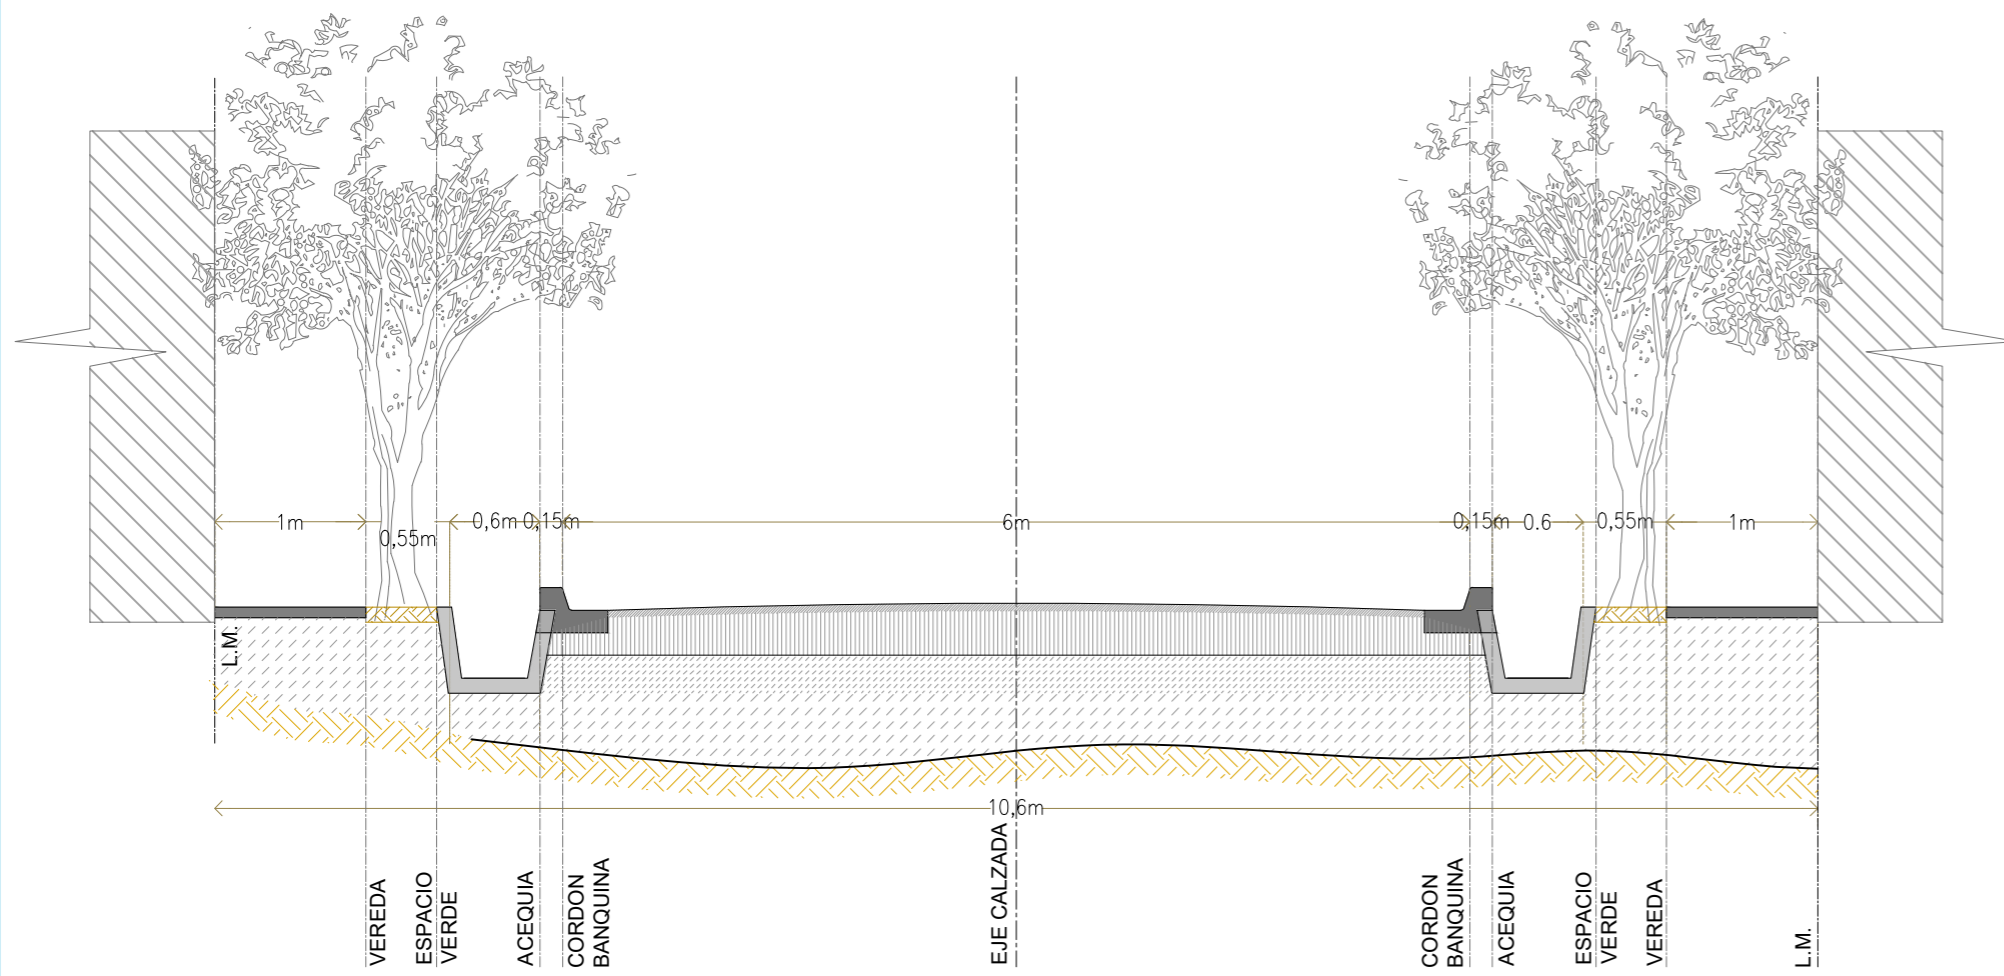 1m
0,55m
0,6m
0,15m
6m
0,15m
0.6
0,55m
1m
L.M.
10,6m
VEREDA
ESPACIO
VERDE
ACEQUIA
CORDON
BANQUINA
EJE CALZADA
CORDON
BANQUINA
ACEQUIA
ESPACIO
VERDE
VEREDA
L.M.